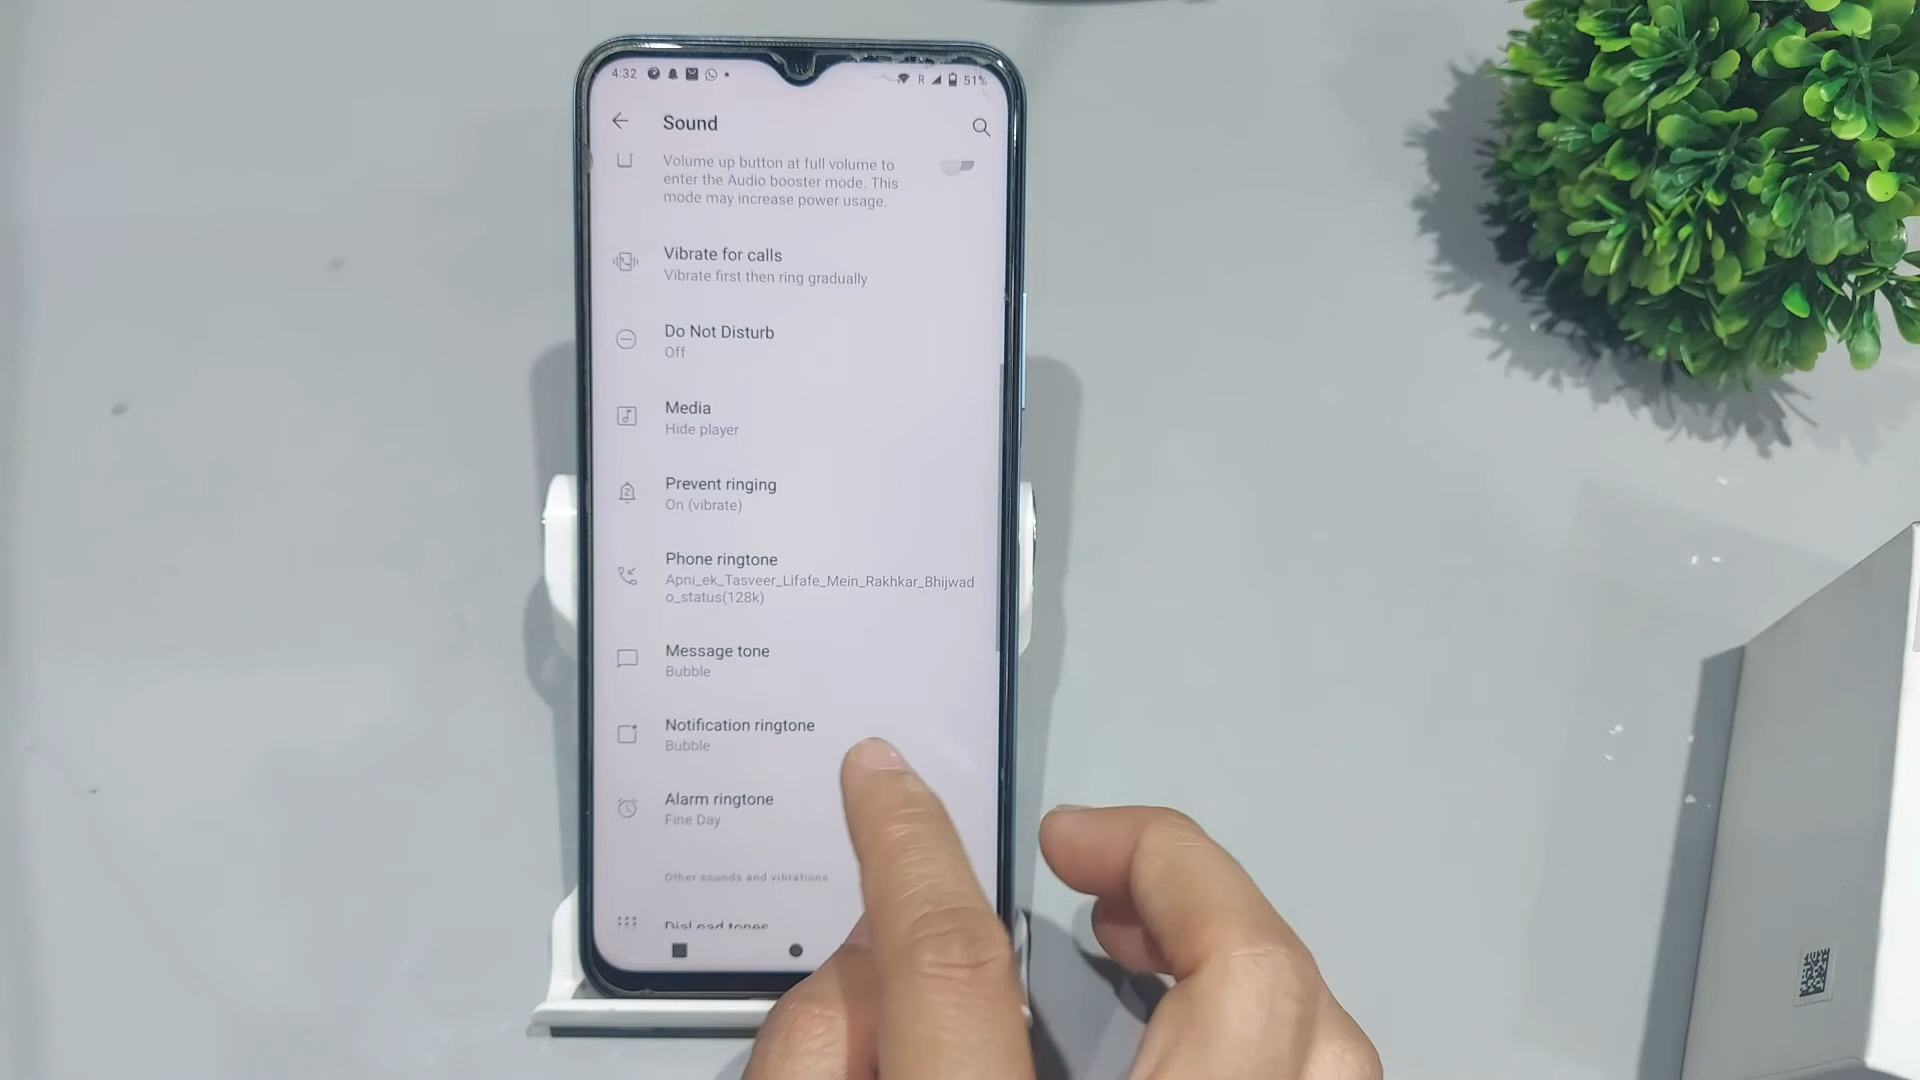 4:32
R
51%
Sound
Volume up button at full volume to
enter the Audio booster mode. This
mode may increase power usage.
Vibrate for calls
Vibrate first then ring gradually
Do Not Disturb
Off
Media
Hide player
Prevent ringing
On (vibrate)
Phone ringtone
Apni_ek_Tasveer_Lifafe_Mein_Rakhkar_Bhijwad
o_status(128k)
Message tone
Bubble
Notification ringtone
Bubble
Alarm ringtone
Fine Day
Other sounds and vibrations
Dial pad tones